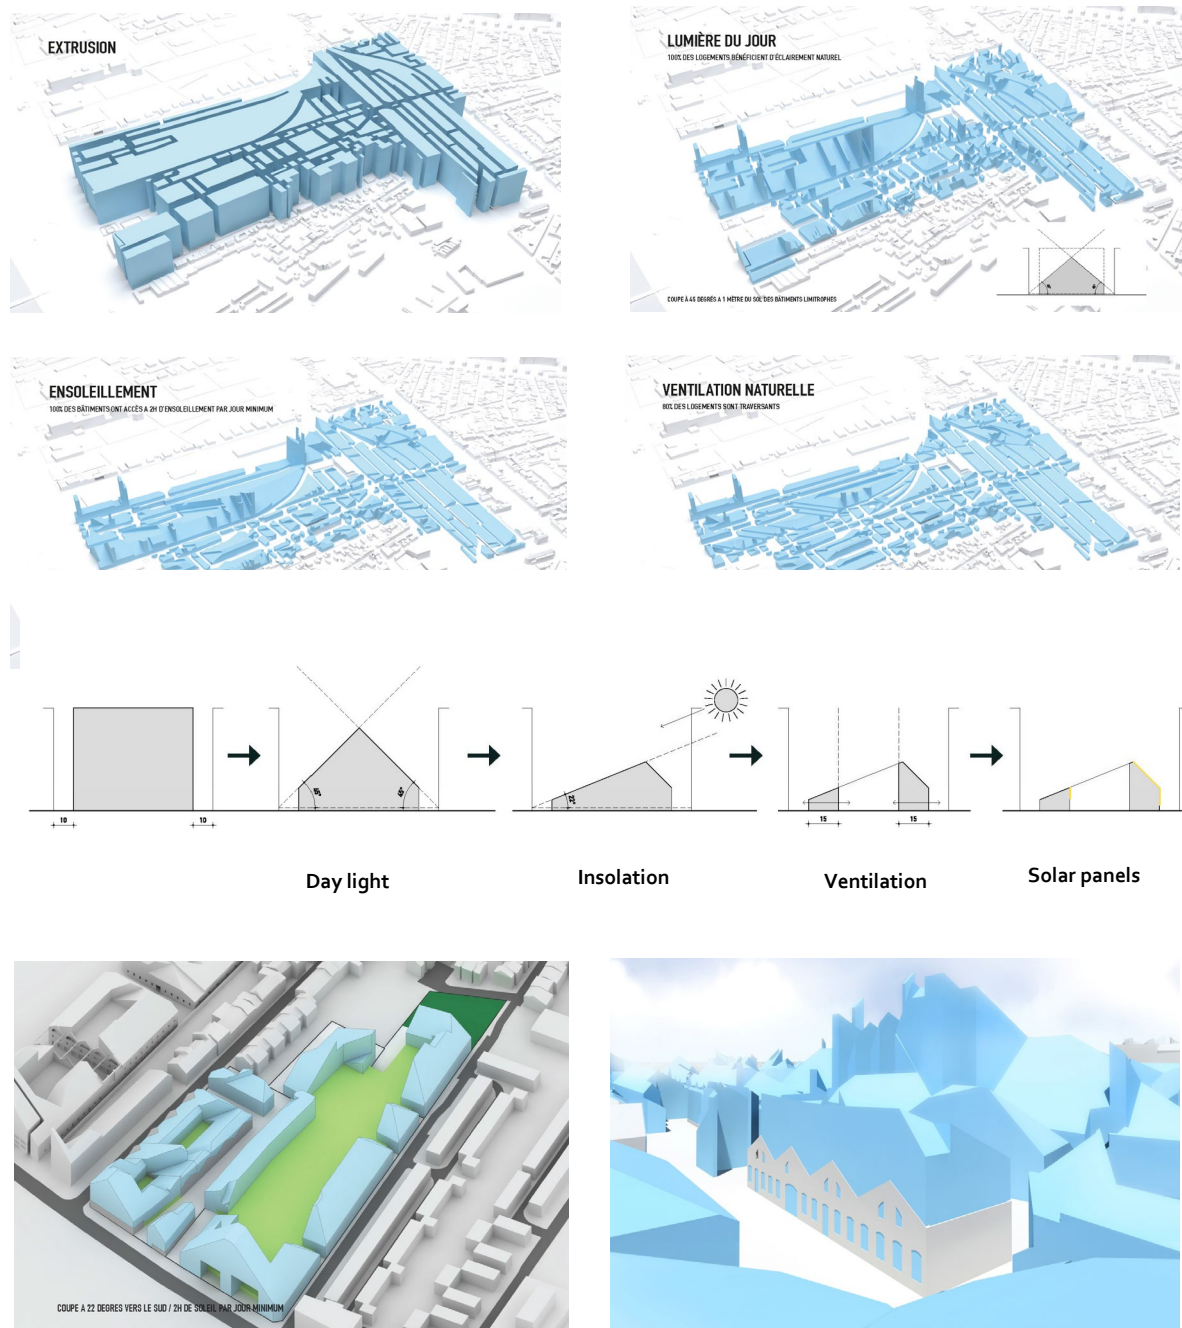 EXTRUSION
LUMIÈRE DU JOUR
100% DES LOGEMENTS BÉNÉFICIENT D'ÉCLAIREMENT NATUREL
COUPE À 45 DEGRÉS A 1 MÈTRE DU SOL DES BÂTIMENTS LIMITROPHES
ENSOLEILLEMENT
100% DES BÂTIMENTS ONT ACCÈS A 2H D'ENSOLEILLEMENT PAR JOUR MINIMUM
VENTILATION NATURELLE
80% DES LOGEMENTS SONT TRAVERSANTS
10
10
45°
45°
22°
15
15
Day light
Insolation
Ventilation
Solar panels
COUPE A 22 DEGRES VERS LE SUD / 2H DE SOLEIL PAR JOUR MINIMUM